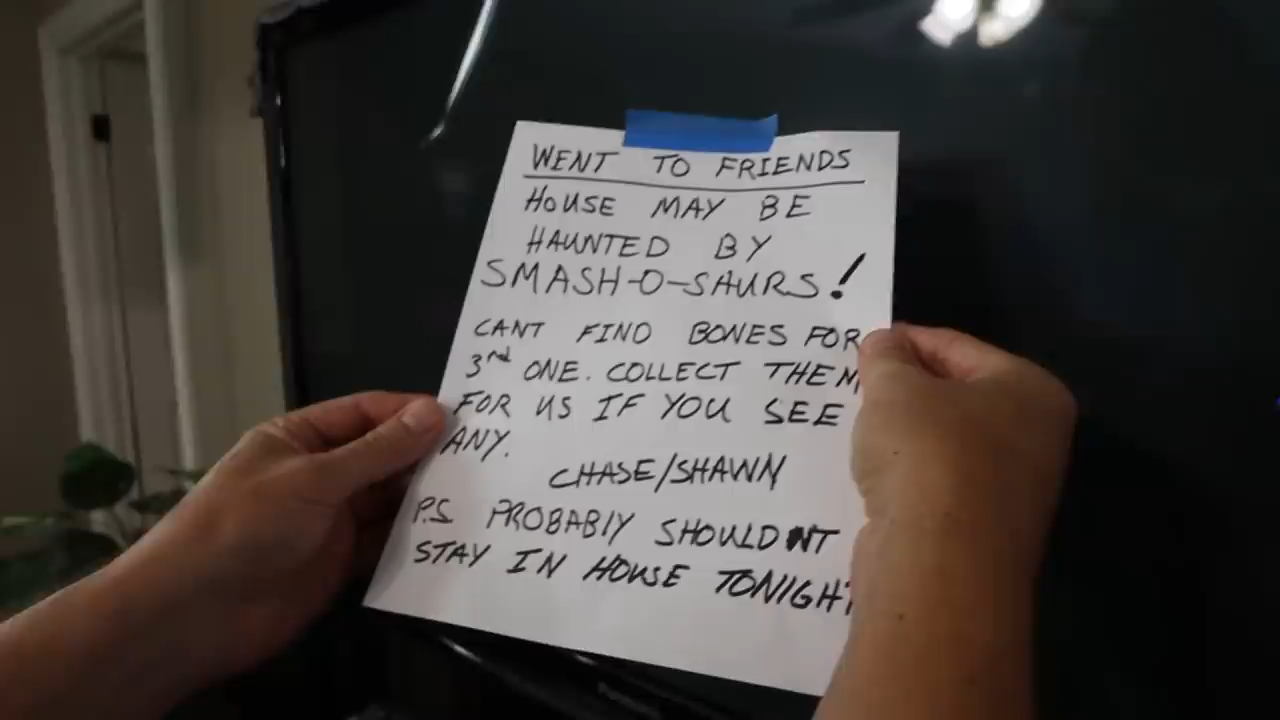 WENT TO FRIENDS
HOUSE MAY BE
HAUNTED BY
SMASH-O-SAURS!
CANT FIND BONES FOR
3rd ONE. COLLECT THEM
FOR US IF YOU SEE
ANY.
CHASE/SHAWN
P.S PROBABLY SHOULDNT
STAY IN HOUSE TONIGHT